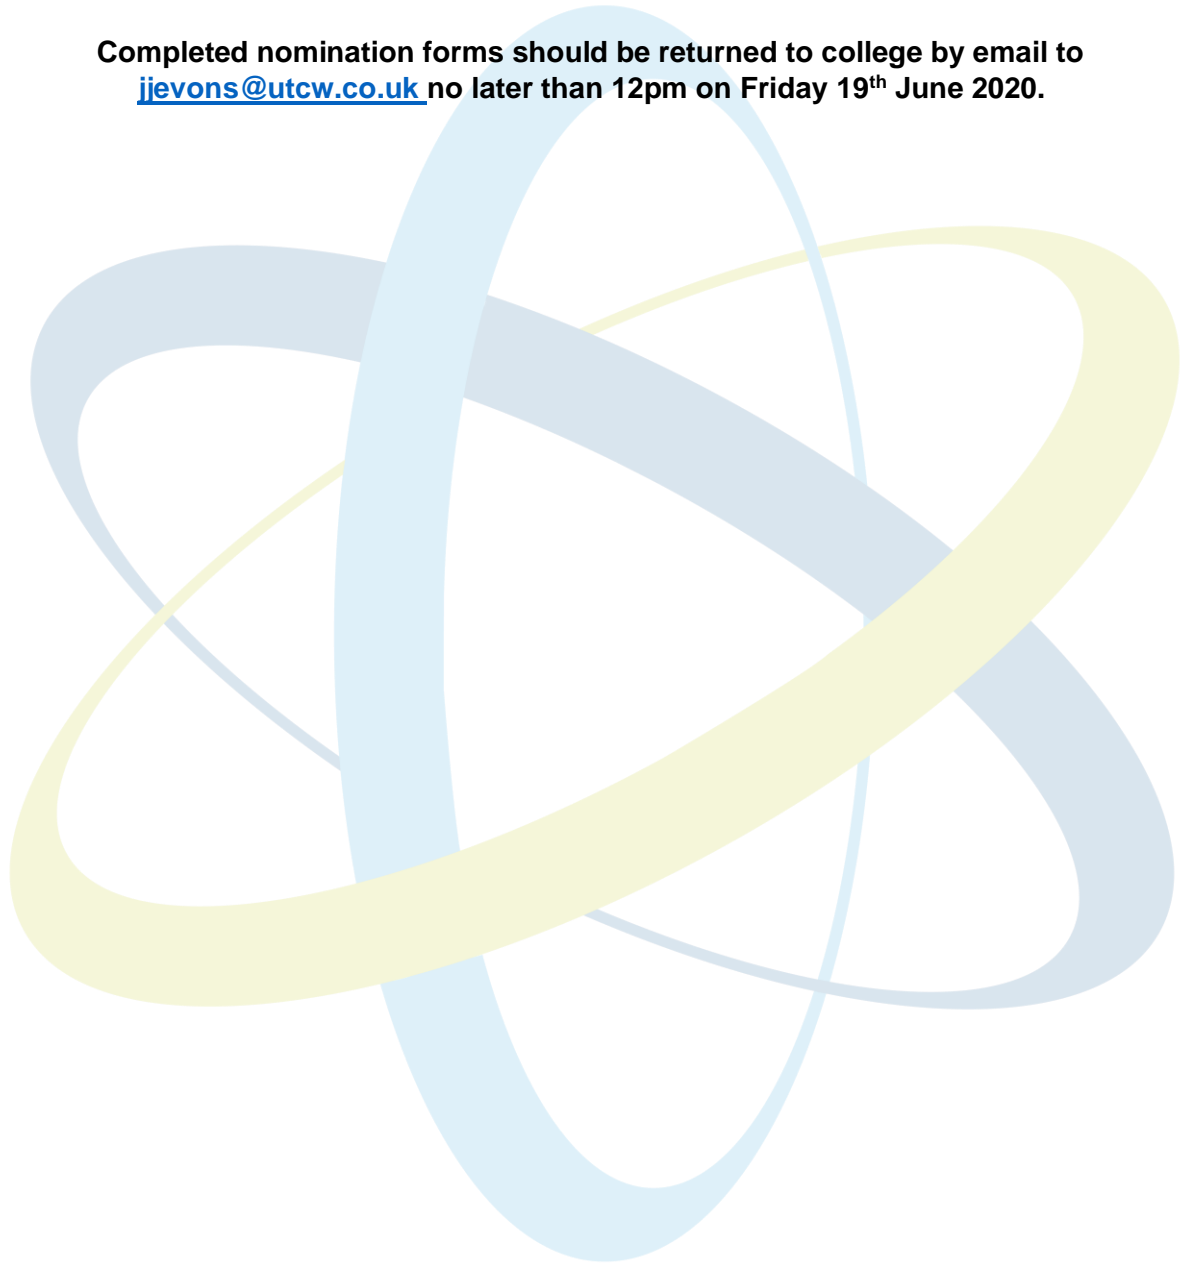 Completed nomination forms should be returned to college by email to
jjevons@utcw.co.uk no later than 12pm on Friday 19th June 2020.